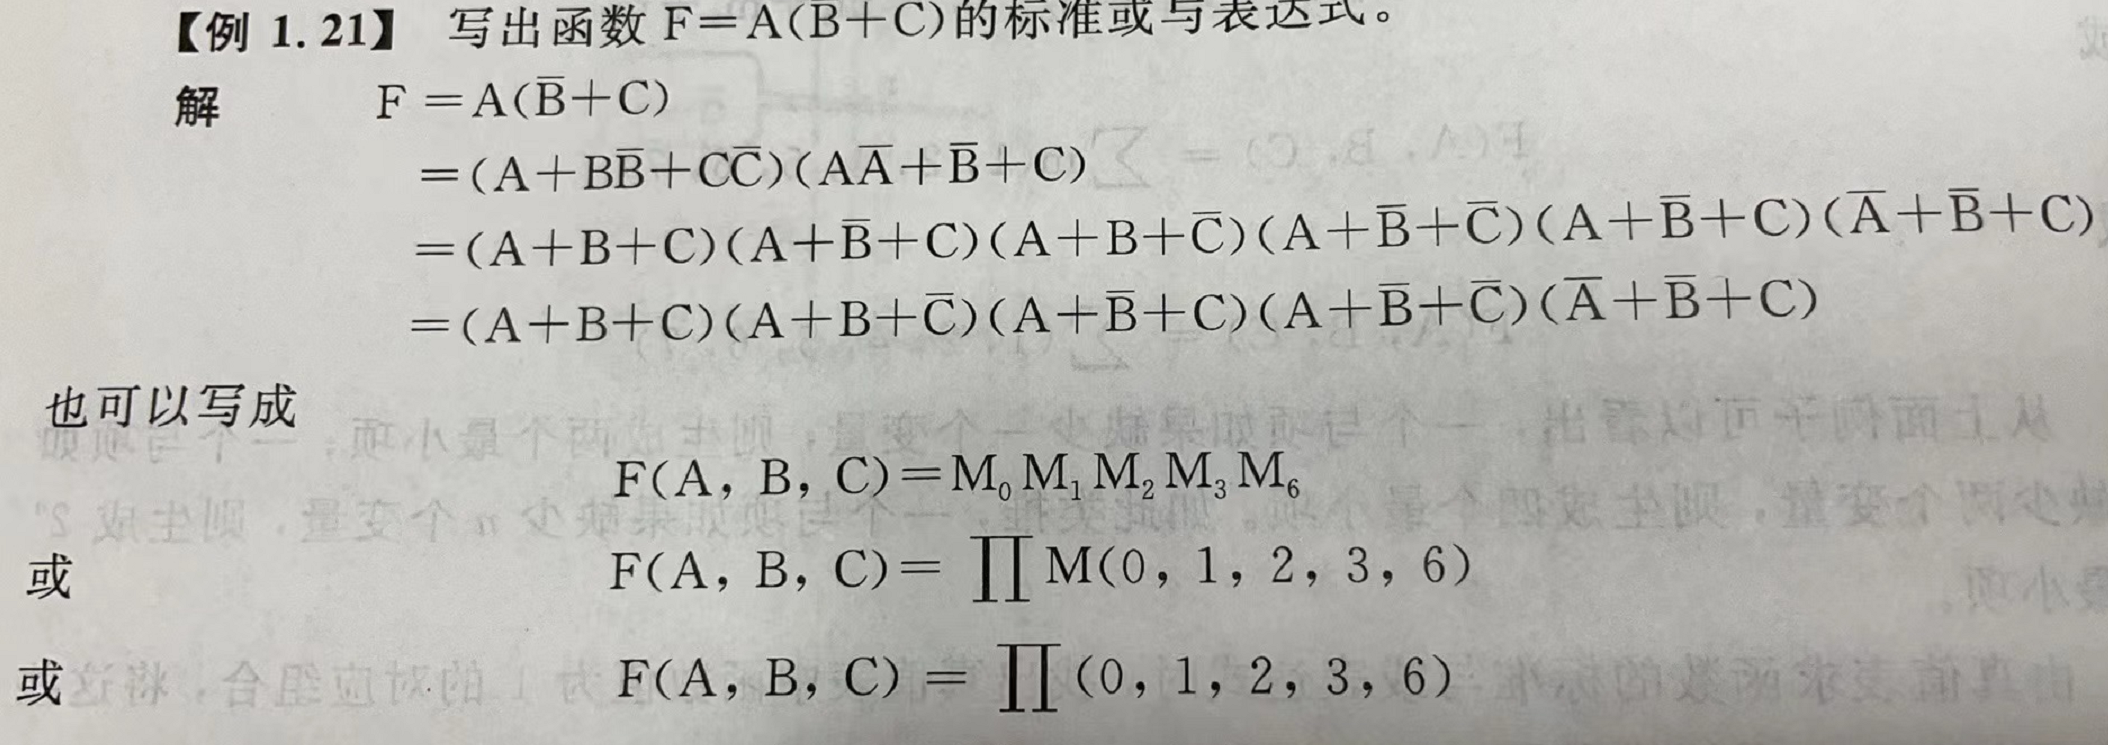 【例 1.21】 写出函数 F=A(B̅+C)的标准或与表达式。
解 F=A(B̅+C)
=(A+BB̅+CC̅)(AA̅+B̅+C)
=(A+B+C)(A+B̅+C)(A+B+C̅)(A+B̅+C̅)(A+B̅+C)(A̅+B̅+C)
=(A+B+C)(A+B+C̅)(A+B̅+C)(A+B̅+C̅)(A̅+B̅+C)
也可以写成
F(A, B, C)=M₀M₁M₂M₃M₆
或 F(A, B, C)=∏M(0, 1, 2, 3, 6)
或 F(A, B, C)=∏(0, 1, 2, 3, 6)